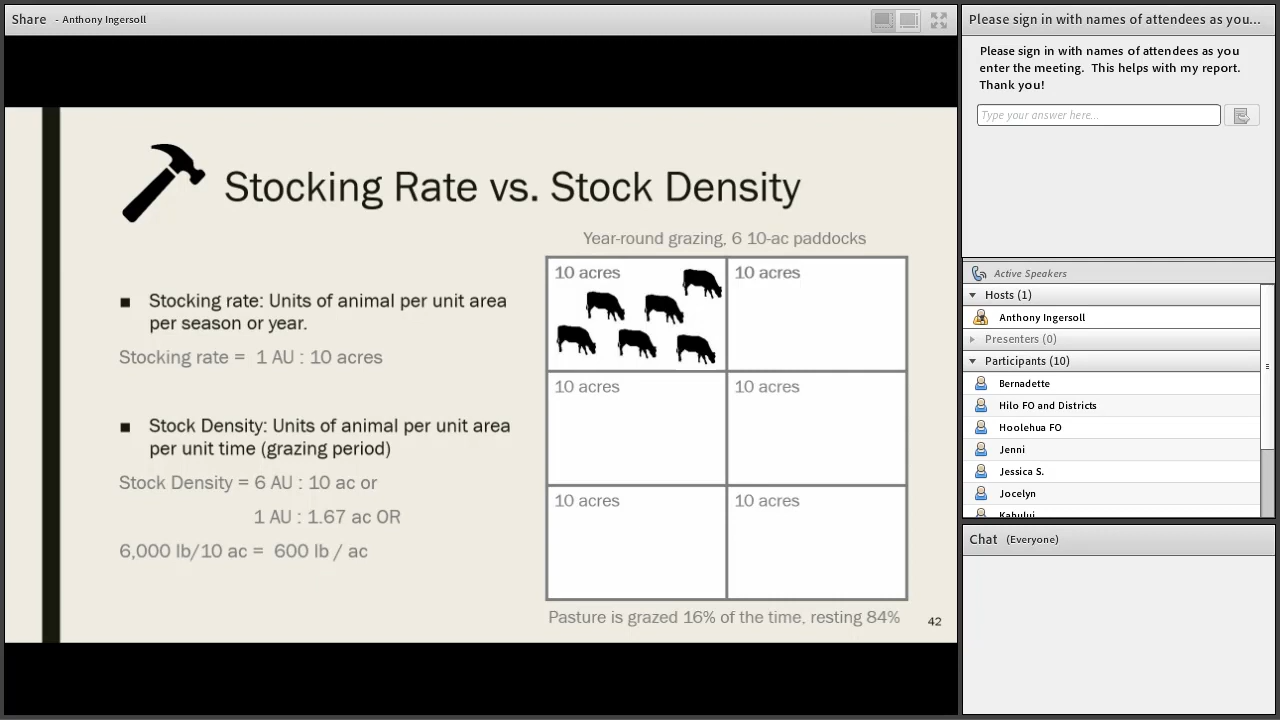 Share - Anthony Ingersoll
Stocking Rate vs. Stock Density
■ Stocking rate: Units of animal per unit area
per season or year.
Stocking rate = 1 AU : 10 acres
■ Stock Density: Units of animal per unit area
per unit time (grazing period)
Stock Density = 6 AU : 10 ac or
1 AU : 1.67 ac OR
6,000 lb/10 ac = 600 lb / ac
Year-round grazing, 6 10-ac paddocks
10 acres 10 acres
10 acres 10 acres
10 acres 10 acres
Pasture is grazed 16% of the time, resting 84%
42
Please sign in with names of attendees as you...
Please sign in with names of attendees as you
enter the meeting. This helps with my report.
Thank you!
Type your answer here...
Active Speakers
Hosts (1)
Anthony Ingersoll
Presenters (0)
Participants (10)
Bernadette
Hilo FO and Districts
Hoolehua FO
Jenni
Jessica S.
Jocelyn
Kahului
Chat (Everyone)